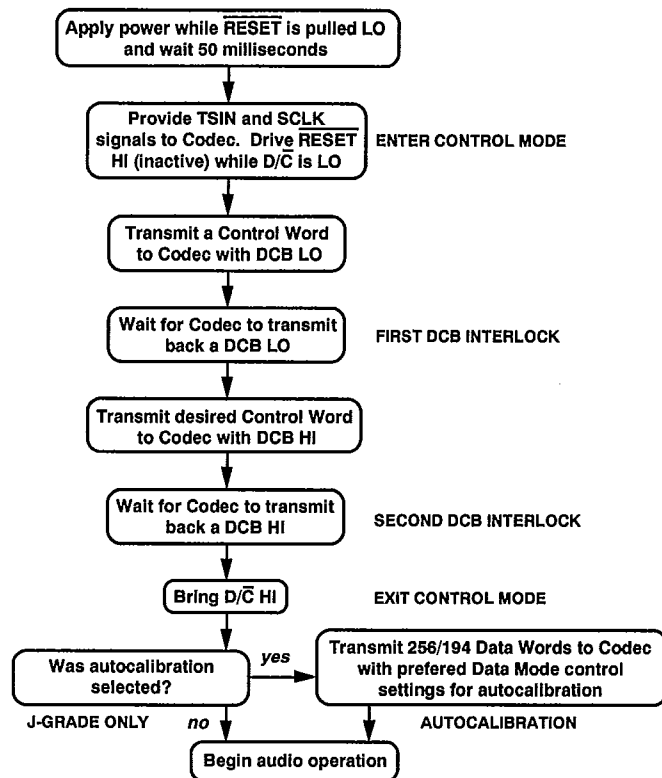 Apply power while RESET is pulled LO
and wait 50 milliseconds
Provide TSIN and SCLK
signals to Codec. Drive RESET
HI (inactive) while D/C is LO
ENTER CONTROL MODE
Transmit a Control Word
to Codec with DCB LO
Wait for Codec to transmit
back a DCB LO
FIRST DCB INTERLOCK
Transmit desired Control Word
to Codec with DCB HI
Wait for Codec to transmit
back a DCB HI
SECOND DCB INTERLOCK
Bring D/C HI
EXIT CONTROL MODE
Was autocalibration
selected?
yes
Transmit 256/194 Data Words to Codec
with prefered Data Mode control
settings for autocalibration
J-GRADE ONLY
no
AUTOCALIBRATION
Begin audio operation